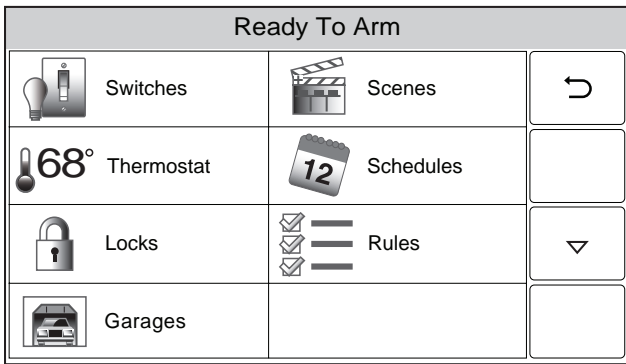 Ready To Arm
Switches
Scenes
68° Thermostat
12
Schedules
Locks
Rules
Garages